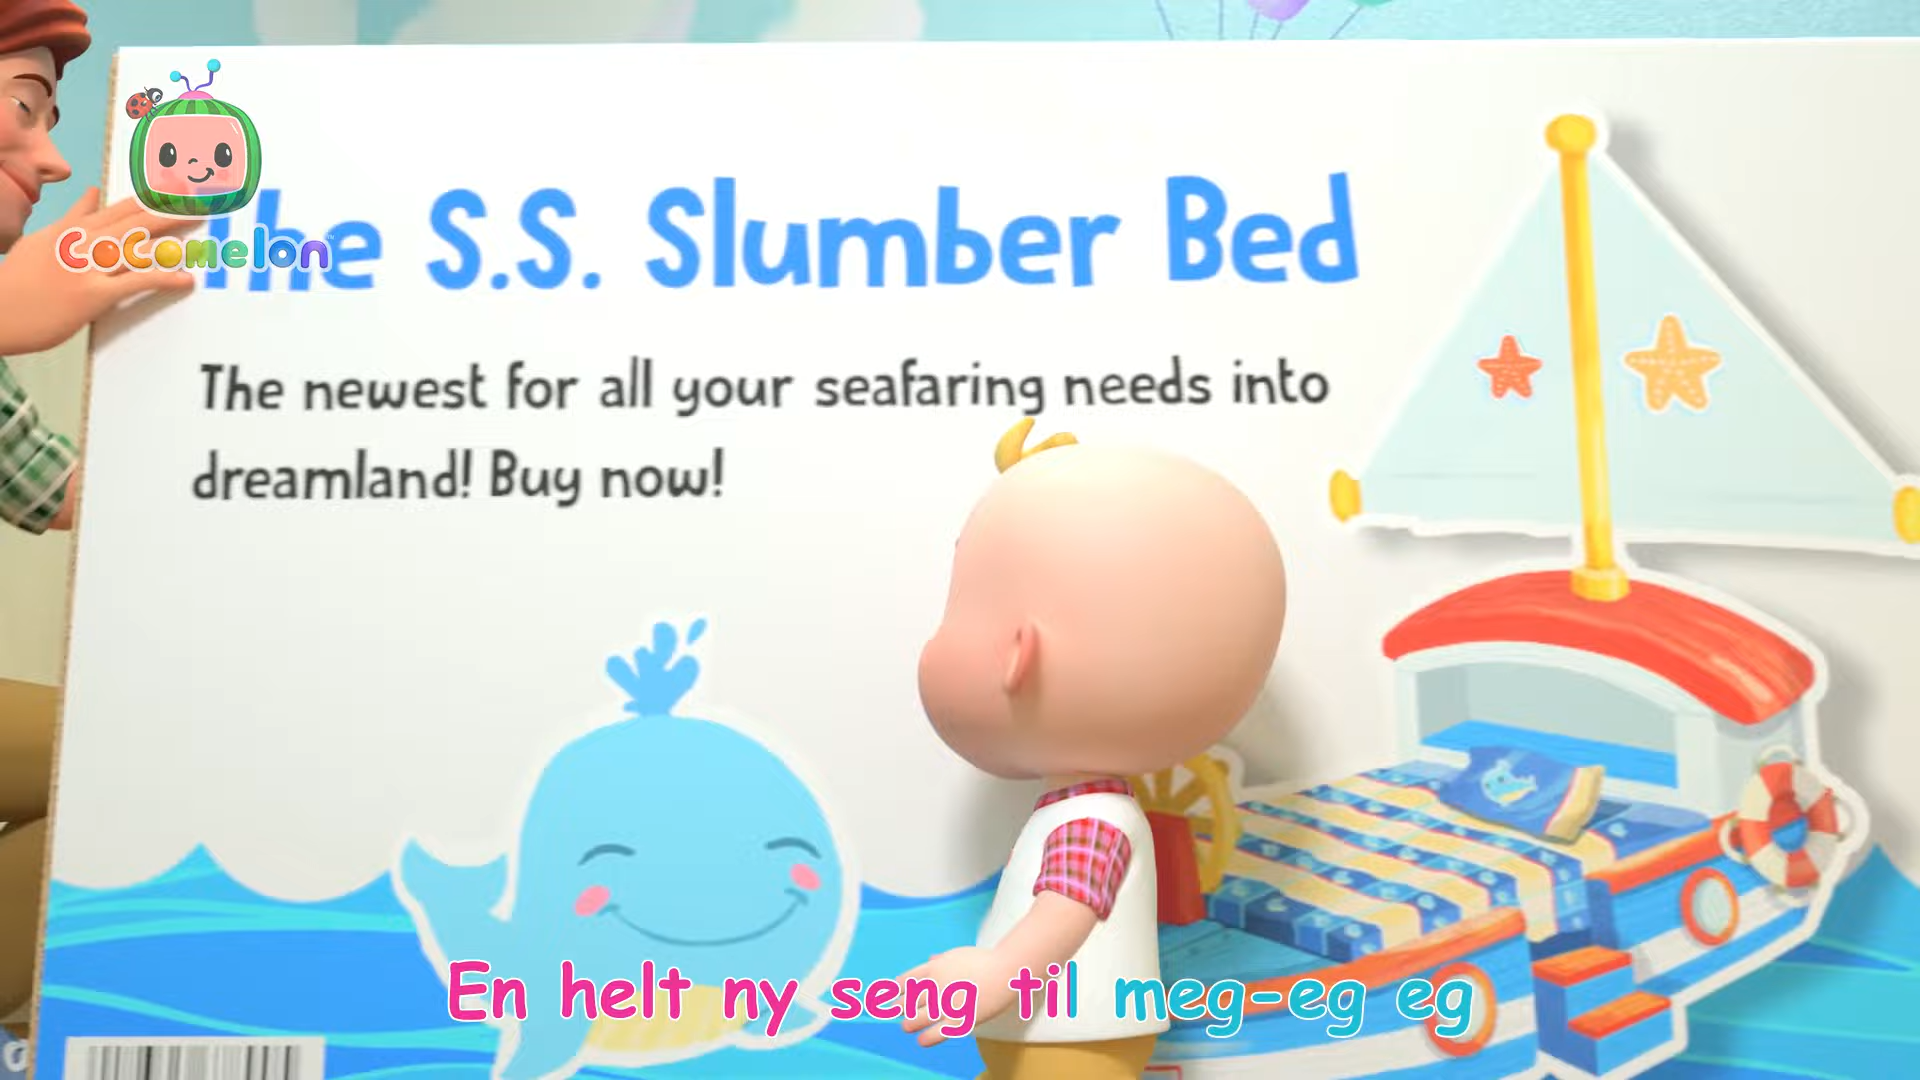 CoComelon
The S.S. Slumber Bed
The newest for all your seafaring needs into
dreamland! Buy now!
En helt ny seng til meg-eg eg